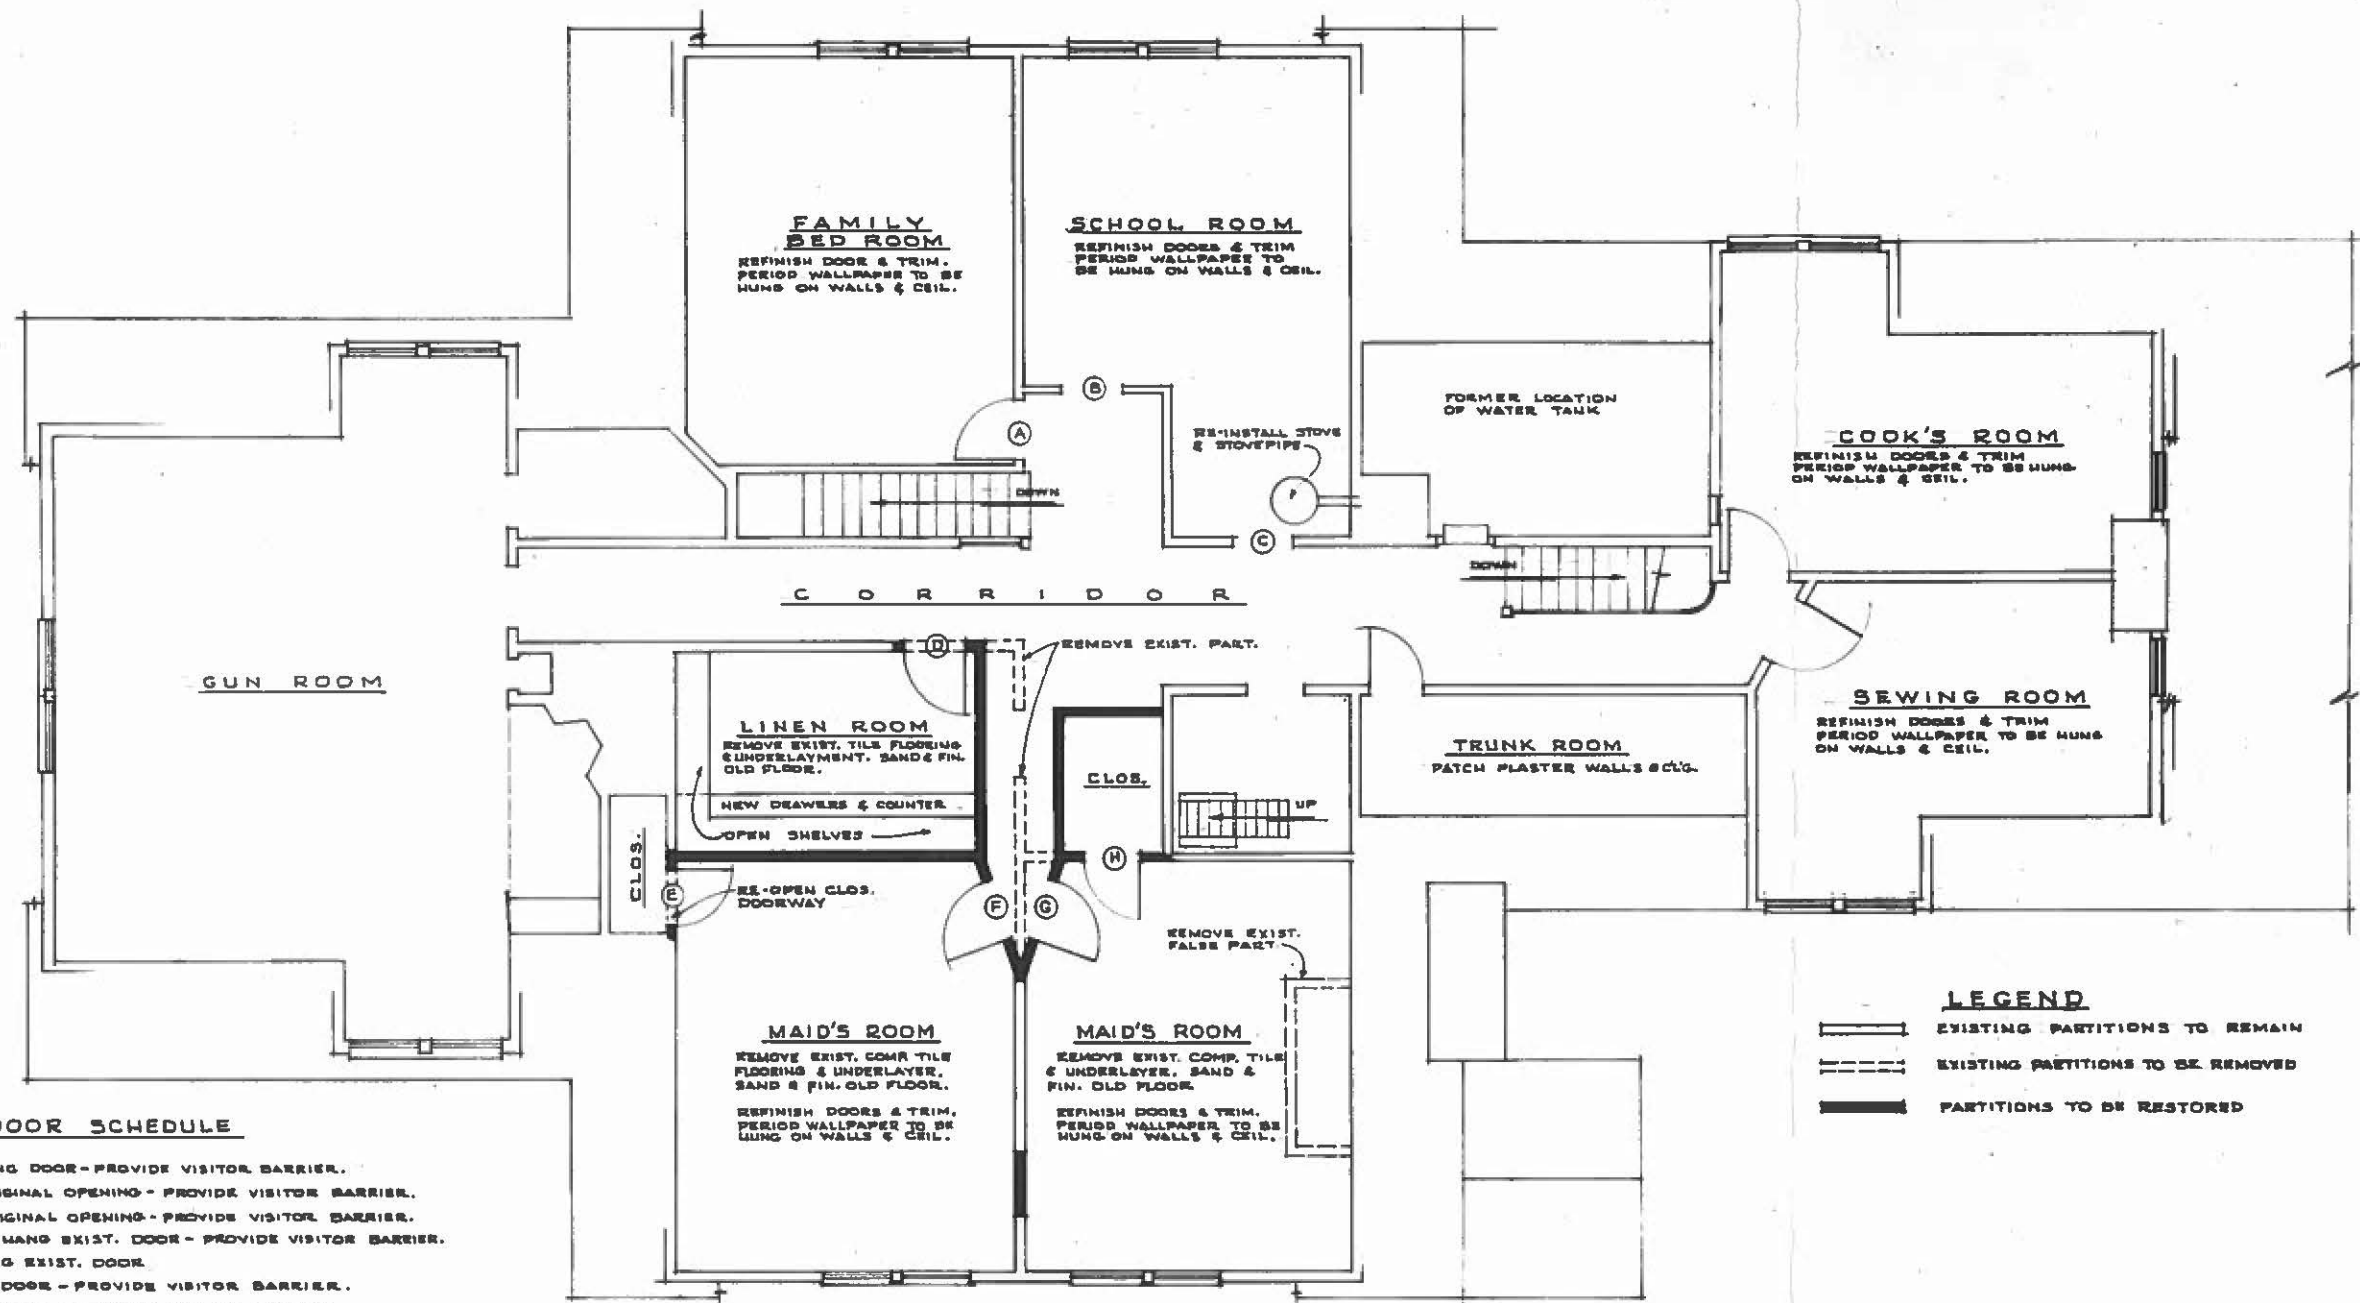 FAMILY
BED ROOM
REFINISH DOOR & TRIM.
PERIOD WALLPAPER TO BE
HUNG ON WALLS & CEIL.
SCHOOL ROOM
REFINISH DOORS & TRIM
PERIOD WALLPAPER TO
BE HUNG ON WALLS & CEIL.
B
A
RE-INSTALL STOVE
& STOVEPIPE
C
DOWN
FORMER LOCATION
OF WATER TANK
COOK'S ROOM
REFINISH DOORS & TRIM
PERIOD WALLPAPER TO BE HUNG
ON WALLS & CEIL.
DOWN
CORRIDOR
GUN ROOM
D
REMOVE EXIST. PART.
LINEN ROOM
REMOVE EXIST. TILE FLOORING
& UNDERLAYMENT. SAND & FIN.
OLD FLOOR.
NEW DRAWERS & COUNTER
OPEN SHELVES
CLOS.
UP
TRUNK ROOM
PATCH PLASTER WALLS & CL'G.
SEWING ROOM
REFINISH DOORS & TRIM
PERIOD WALLPAPER TO BE HUNG
ON WALLS & CEIL.
CLOS.
E
RE-OPEN CLOS.
DOORWAY
F
G
H
REMOVE EXIST.
FALSE PART.
MAID'S ROOM
REMOVE EXIST. COMP. TILE
FLOORING & UNDERLAYER.
SAND & FIN. OLD FLOOR.
REFINISH DOORS & TRIM.
PERIOD WALLPAPER TO BE
HUNG ON WALLS & CEIL.
MAID'S ROOM
REMOVE EXIST. COMP. TILE
& UNDERLAYER. SAND &
FIN. OLD FLOOR
REFINISH DOORS & TRIM.
PERIOD WALLPAPER TO BE
HUNG ON WALLS & CEIL.
LEGEND
EXISTING PARTITIONS TO REMAIN
EXISTING PARTITIONS TO BE REMOVED
PARTITIONS TO BE RESTORED
OOR SCHEDULE
NG DOOR - PROVIDE VISITOR BARRIER.
GINAL OPENING - PROVIDE VISITOR BARRIER.
GINAL OPENING - PROVIDE VISITOR BARRIER.
HANG EXIST. DOOR - PROVIDE VISITOR BARRIER.
G EXIST. DOOR
DOOR - PROVIDE VISITOR BARRIER.